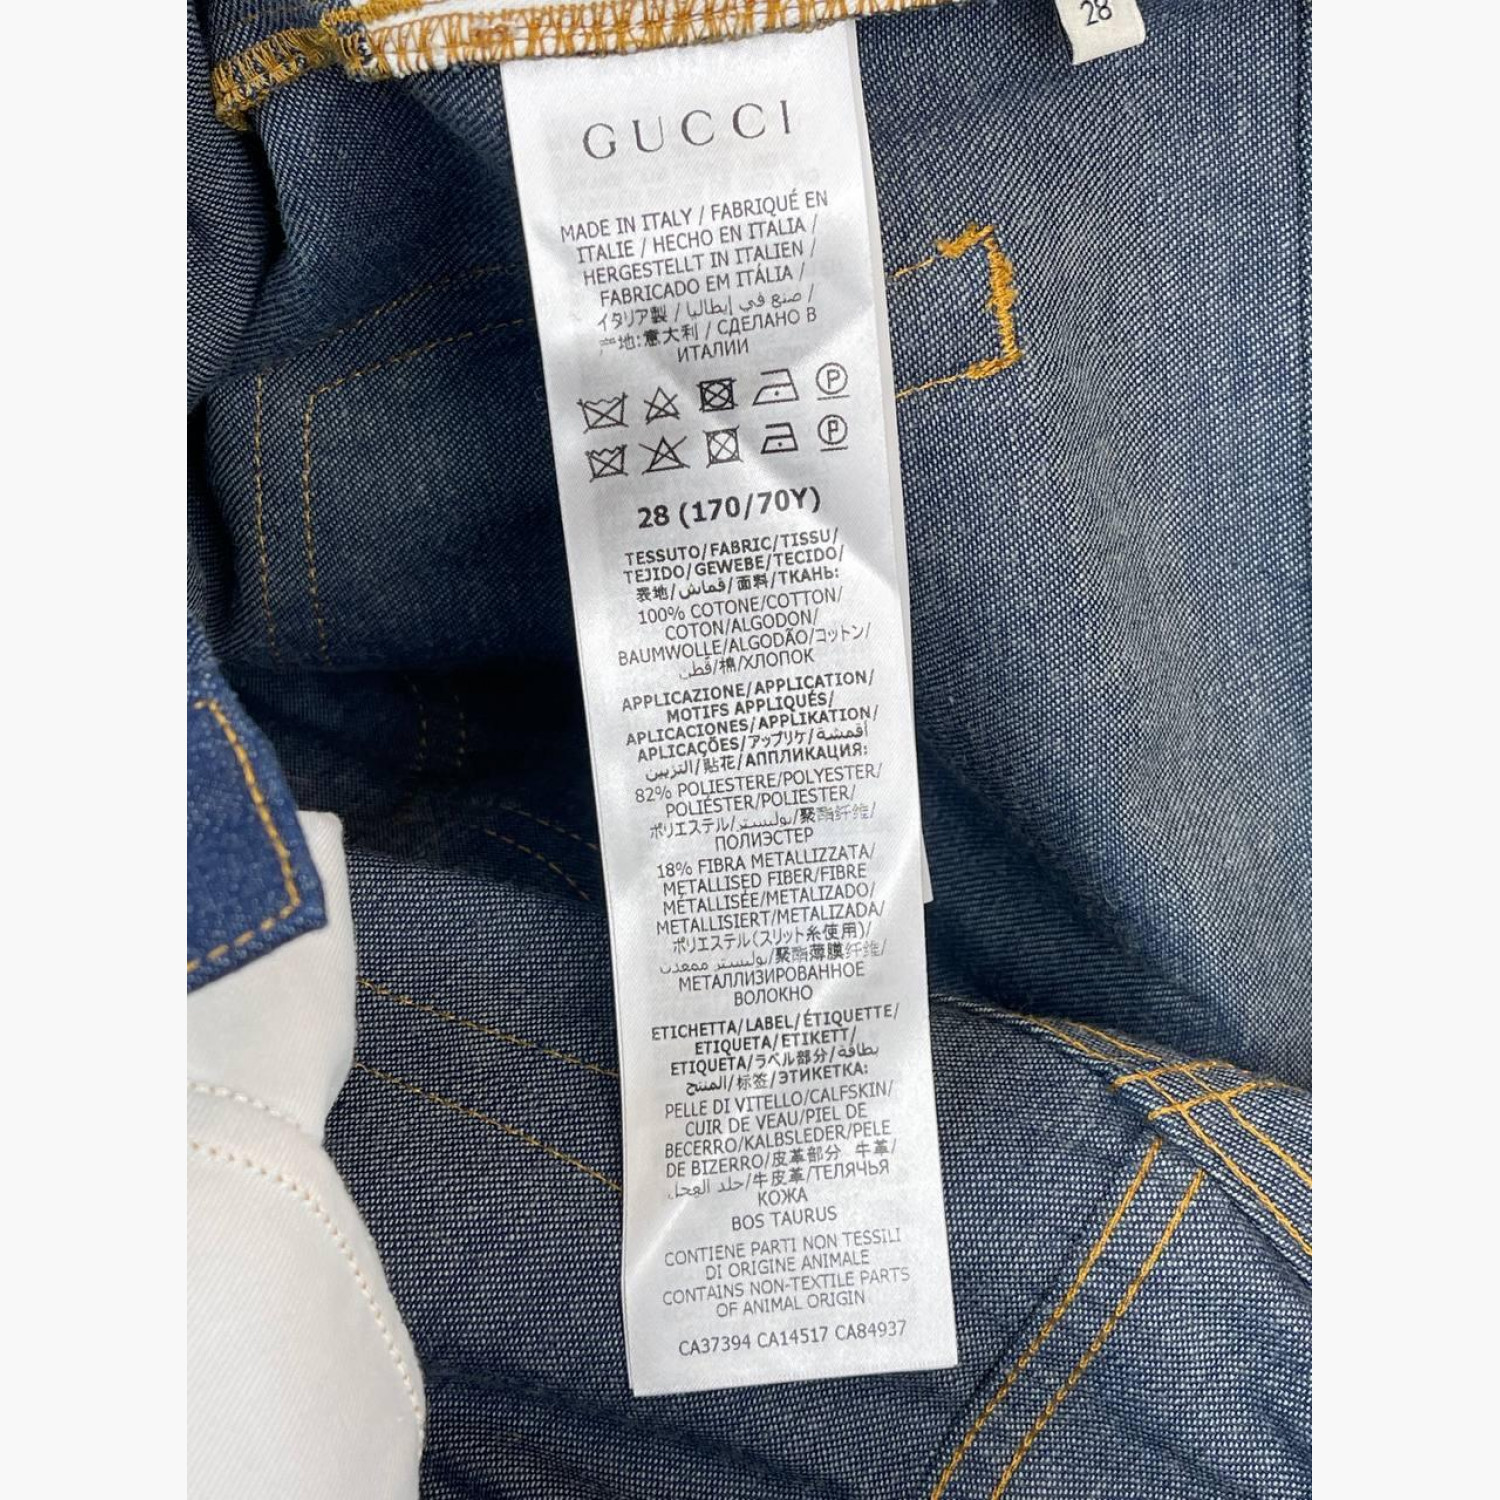 28
GUCCI
MADE IN ITALY / FABRIQUÉ EN
ITALIE / HECHO EN ITALIA /
HERGESTELLT IN ITALIEN /
FABRICADO EM ITÁLIA /
イタリア製 / صنع في إيطاليا /
产地:意大利 / СДЕЛАНО В
ИТАЛИИ
P
P
28 (170/70Y)
TESSUTO/FABRIC/TISSU/
TEJIDO/GEWEBE/TECIDO/
表地/قماش/面料/ТКАНЬ:
100% COTONE/COTTON/
COTON/ALGODON/
BAUMWOLLE/ALGODÃO/コットン/
قطن/棉/ХЛОПОК
APPLICAZIONE/APPLICATION/
MOTIFS APPLIQUÉS/
APLICACIONES/APPLIKATION/
APLICAÇÕES/アップリケ/أقمشة
التزيين/貼花/АППЛИКАЦИЯ:
82% POLIESTERE/POLYESTER/
POLIÉSTER/POLIESTER/
ポリエステル/بوليستر/聚酯纤维/
ПОЛИЭСТЕР
18% FIBRA METALLIZZATA/
METALLISED FIBER/FIBRE
MÉTALLISÉE/METALIZADO/
METALLISIERT/METALIZADA/
ポリエステル(スリット糸使用)/
بوليستر ممعدن/聚酯薄膜纤维/
МЕТАЛЛИЗИРОВАННОЕ
ВОЛОКНО
ETICHETTA/LABEL/ÉTIQUETTE/
ETIQUETA/ETIKETT/
ETIQUETA/ラベル部分/بطاقة
المنتج/标签/ЭТИКЕТКА:
PELLE DI VITELLO/CALFSKIN/
CUIR DE VEAU/PIEL DE
BECERRO/KALBSLEDER/PELE
DE BIZERRO/皮革部分 牛革/
جلد العجل/牛皮革/ТЕЛЯЧЬЯ
КОЖА
BOS TAURUS
CONTIENE PARTI NON TESSILI
DI ORIGINE ANIMALE
CONTAINS NON-TEXTILE PARTS
OF ANIMAL ORIGIN
CA37394 CA14517 CA84937